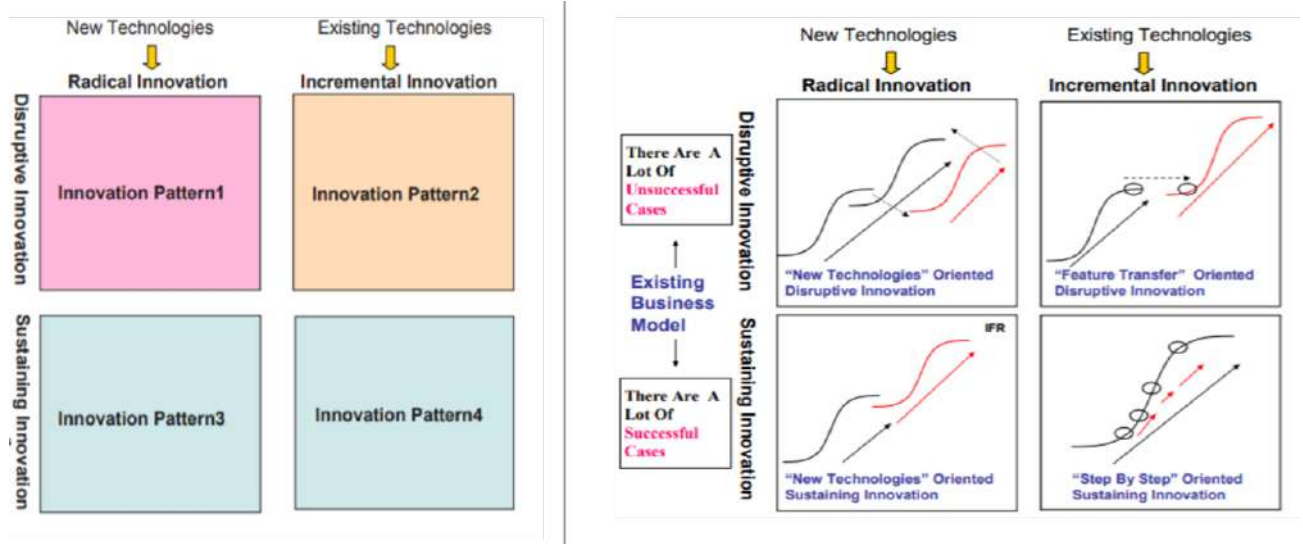 New Technologies
Existing Technologies
Radical Innovation
Incremental Innovation
Disruptive Innovation
Innovation Pattern1
Innovation Pattern2
Sustaining Innovation
Innovation Pattern3
Innovation Pattern4
New Technologies
Existing Technologies
Radical Innovation
Incremental Innovation
There Are A
Lot Of
Unsuccessful
Cases
Existing
Business
Model
There Are A
Lot Of
Successful
Cases
Disruptive Innovation
"New Technologies" Oriented
Disruptive Innovation
"Feature Transfer" Oriented
Disruptive Innovation
Sustaining Innovation
IFR
"New Technologies" Oriented
Sustaining Innovation
"Step By Step" Oriented
Sustaining Innovation